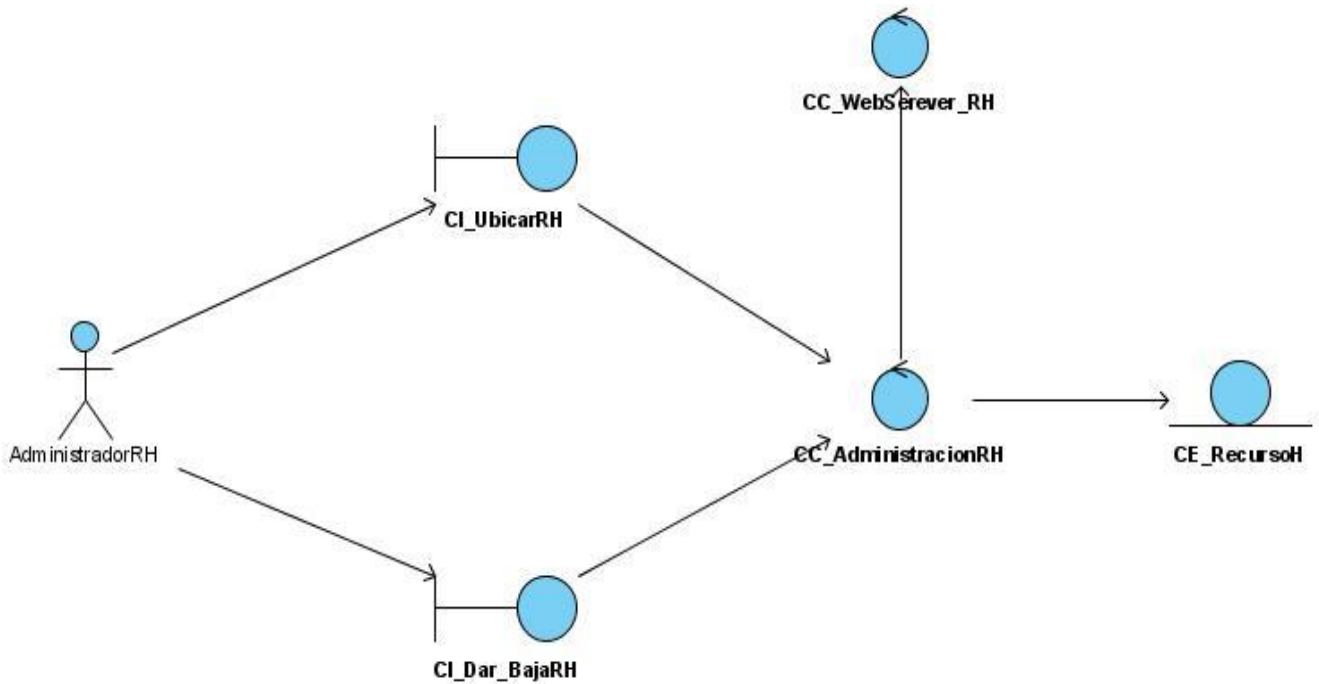 CC_WebSerever_RH
CI_UbicarRH
AdministradorRH
CC_AdministracionRH
CE_RecursoH
CI_Dar_BajaRH